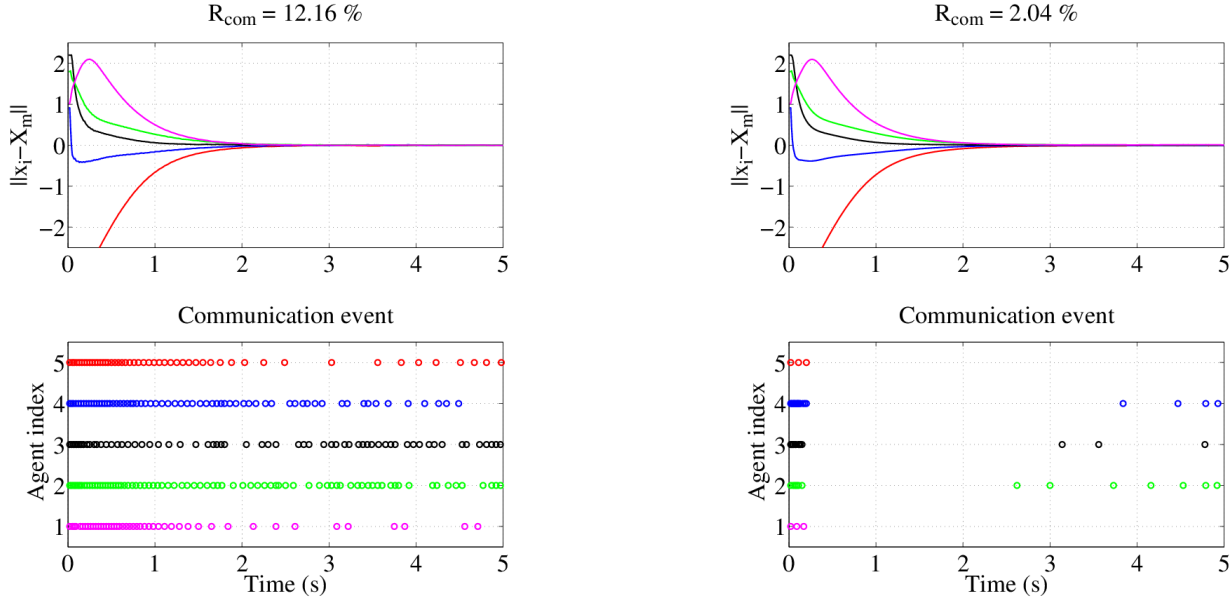 R_com = 12.16 %
||x_i−X_m||
2
1
0
−1
−2
0 1 2 3 4 5
Communication event
Agent index
5
4
3
2
1
0 1 2 3 4 5
Time (s)
R_com = 2.04 %
||x_i−X_m||
2
1
0
−1
−2
0 1 2 3 4 5
Communication event
Agent index
5
4
3
2
1
0 1 2 3 4 5
Time (s)